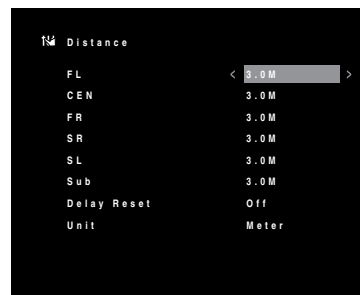 Distance
FL < 3.0M >
CEN 3.0M
FR 3.0M
SR 3.0M
SL 3.0M
Sub 3.0M
Delay Reset Off
Unit Meter